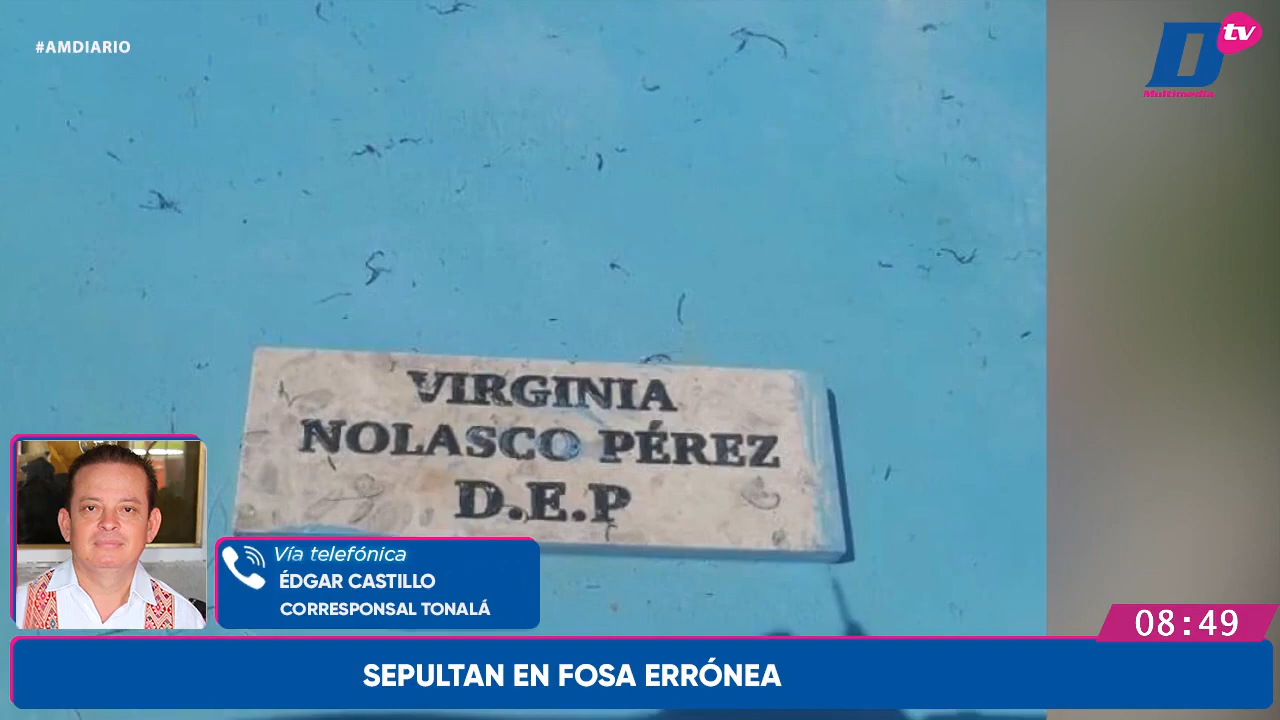 #AMDIARIO
D tv
Multimedia
VIRGINIA
NOLASCO PÉREZ
D.E.P
Vía telefónica
ÉDGAR CASTILLO
CORRESPONSAL TONALÁ
08:49
SEPULTAN EN FOSA ERRÓNEA